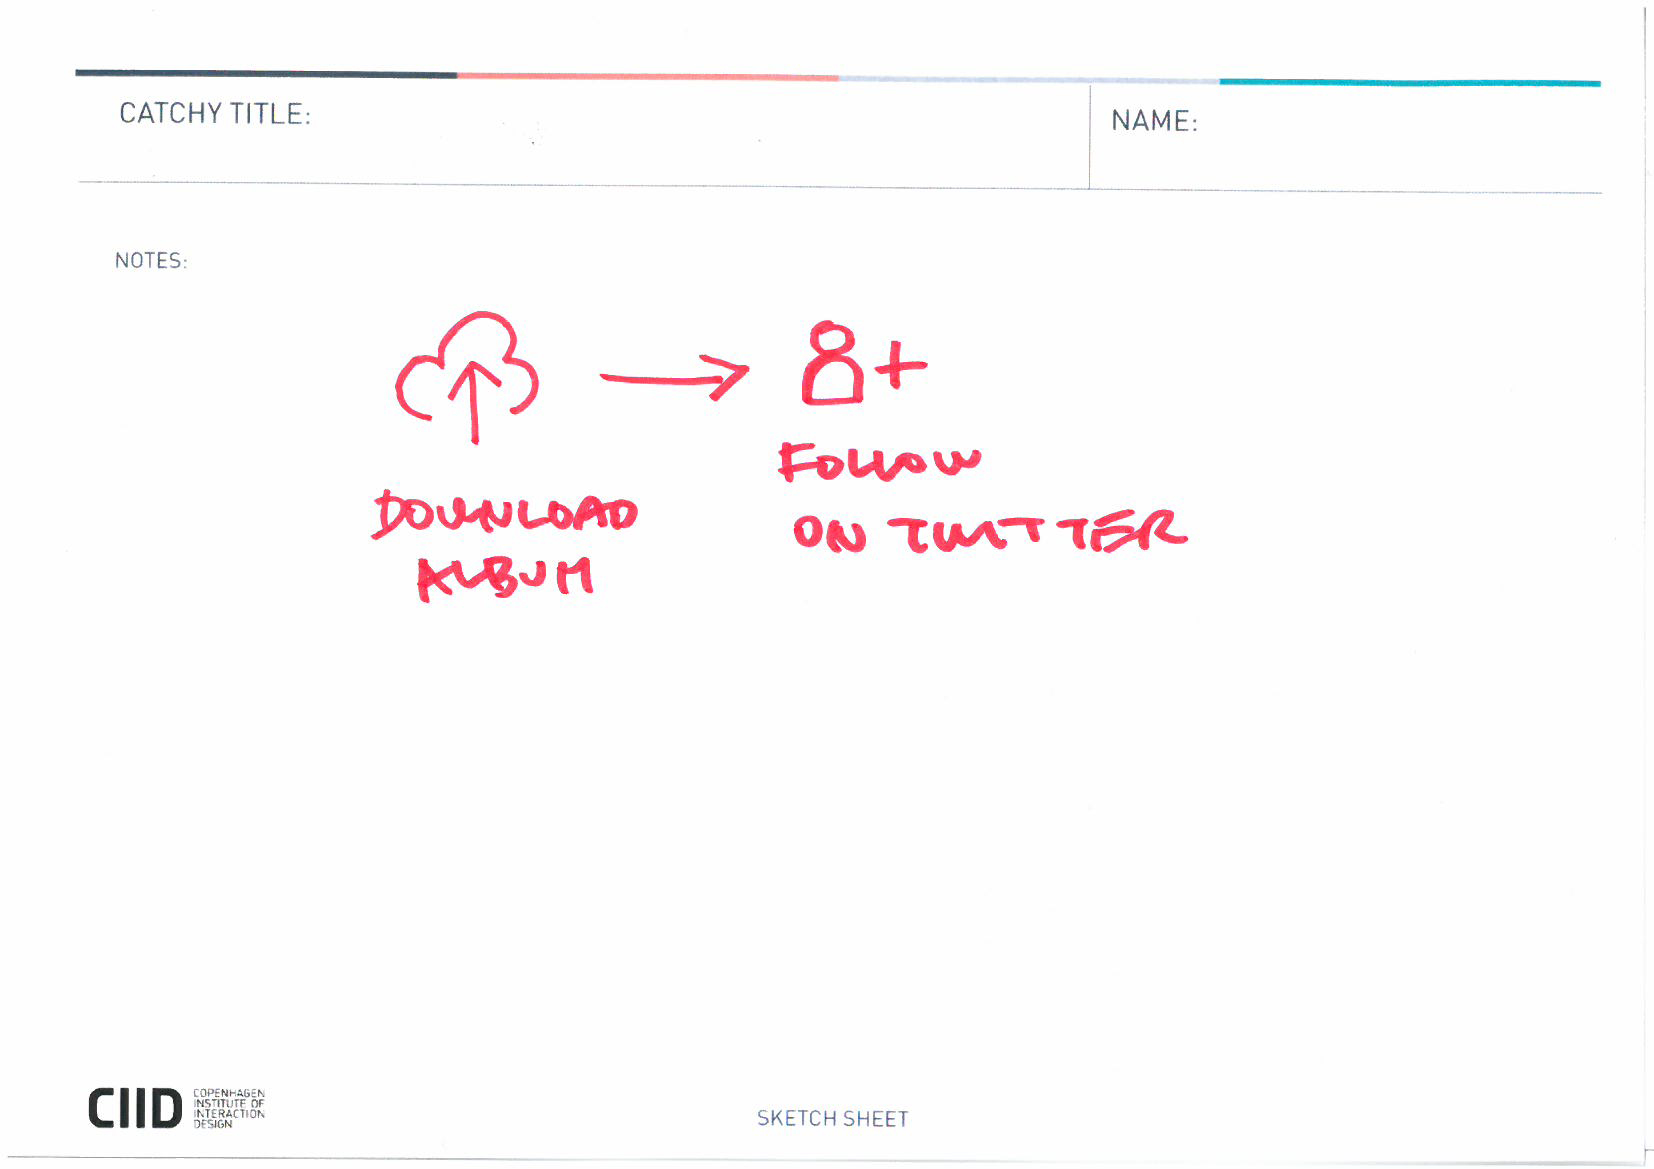 CATCHY TITLE:
NAME:
NOTES:
DOWNLOAD
ALBUM
FOLLOW
ON TWITTER
CIID
COPENHAGEN
INSTITUTE OF
INTERACTION
DESIGN
SKETCH SHEET